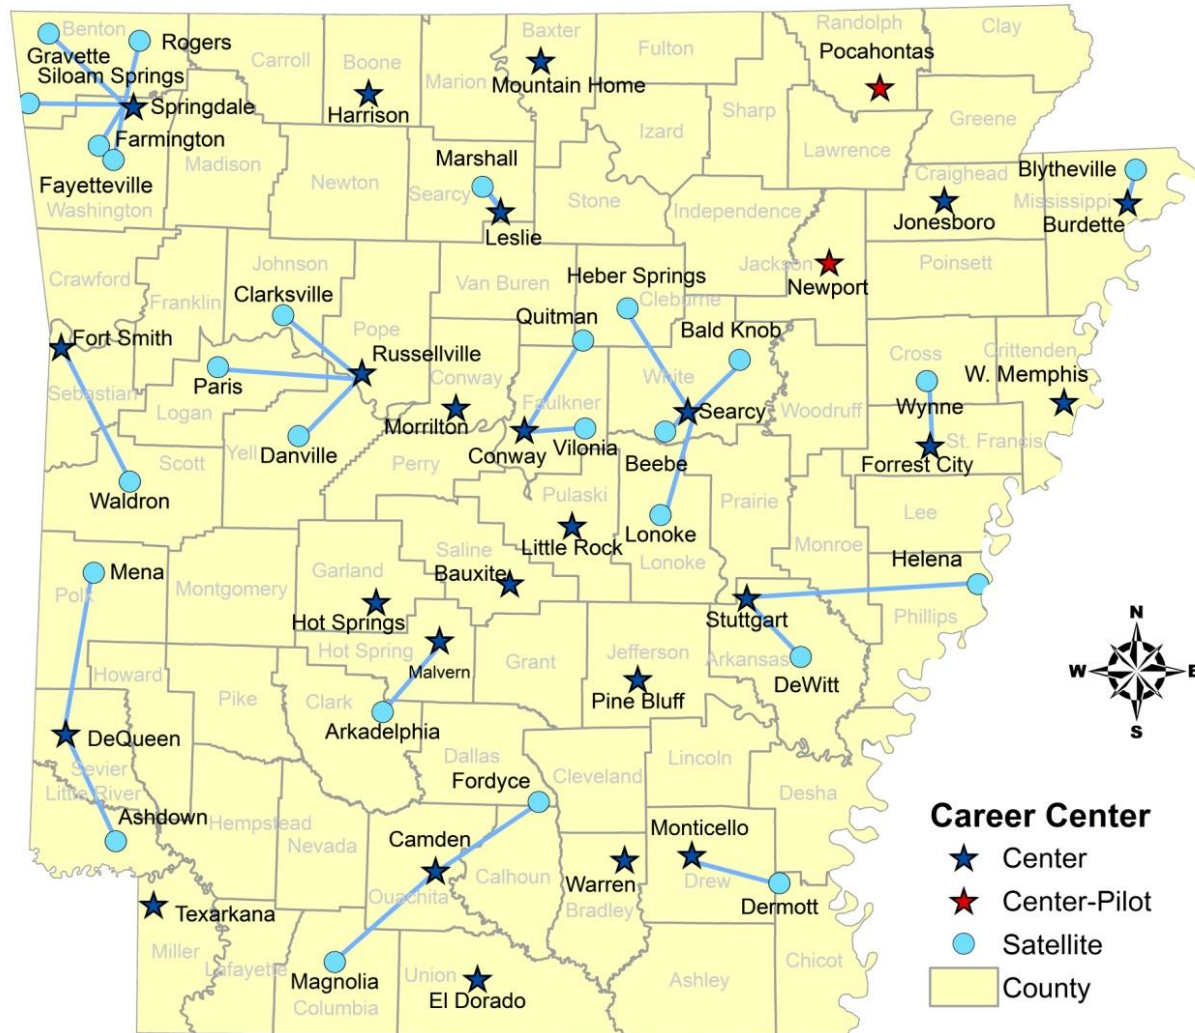 Benton
Gravette
Rogers
Siloam Springs
Springdale
Farmington
Fayetteville
Washington
Carroll
Boone
Harrison
Marion
Baxter
Mountain Home
Fulton
Randolph
Pocahontas
Clay
Sharp
Izard
Greene
Lawrence
Madison
Newton
Marshall
Searcy
Leslie
Stone
Independence
Craighead
Jonesboro
Blytheville
Mississippi
Burdette
Crawford
Franklin
Johnson
Clarksville
Van Buren
Heber Springs
Cleburne
Jackson
Newport
Poinsett
Fort Smith
Sebastian
Paris
Logan
Pope
Russellville
Conway
Morrilton
Quitman
Faulkner
Conway
Vilonia
Bald Knob
White
Searcy
Beebe
Woodruff
Cross
Wynne
Crittenden
W. Memphis
St. Francis
Forrest City
Scott
Yell
Danville
Waldron
Perry
Pulaski
Little Rock
Lonoke
Lonoke
Prairie
Monroe
Lee
Helena
Phillips
Mena
Polk
Montgomery
Garland
Hot Springs
Saline
Bauxite
Hot Spring
Malvern
Grant
Jefferson
Pine Bluff
Stuttgart
Arkansas
DeWitt
Howard
Pike
Clark
Arkadelphia
DeQueen
Sevier
Little River
Ashdown
Hempstead
Nevada
Dallas
Fordyce
Cleveland
Lincoln
Desha
Camden
Ouachita
Calhoun
Warren
Bradley
Monticello
Drew
Dermott
Texarkana
Miller
Lafayette
Magnolia
Columbia
Union
El Dorado
Ashley
Chicot
N
W
E
S
Career Center
Center
Center-Pilot
Satellite
County